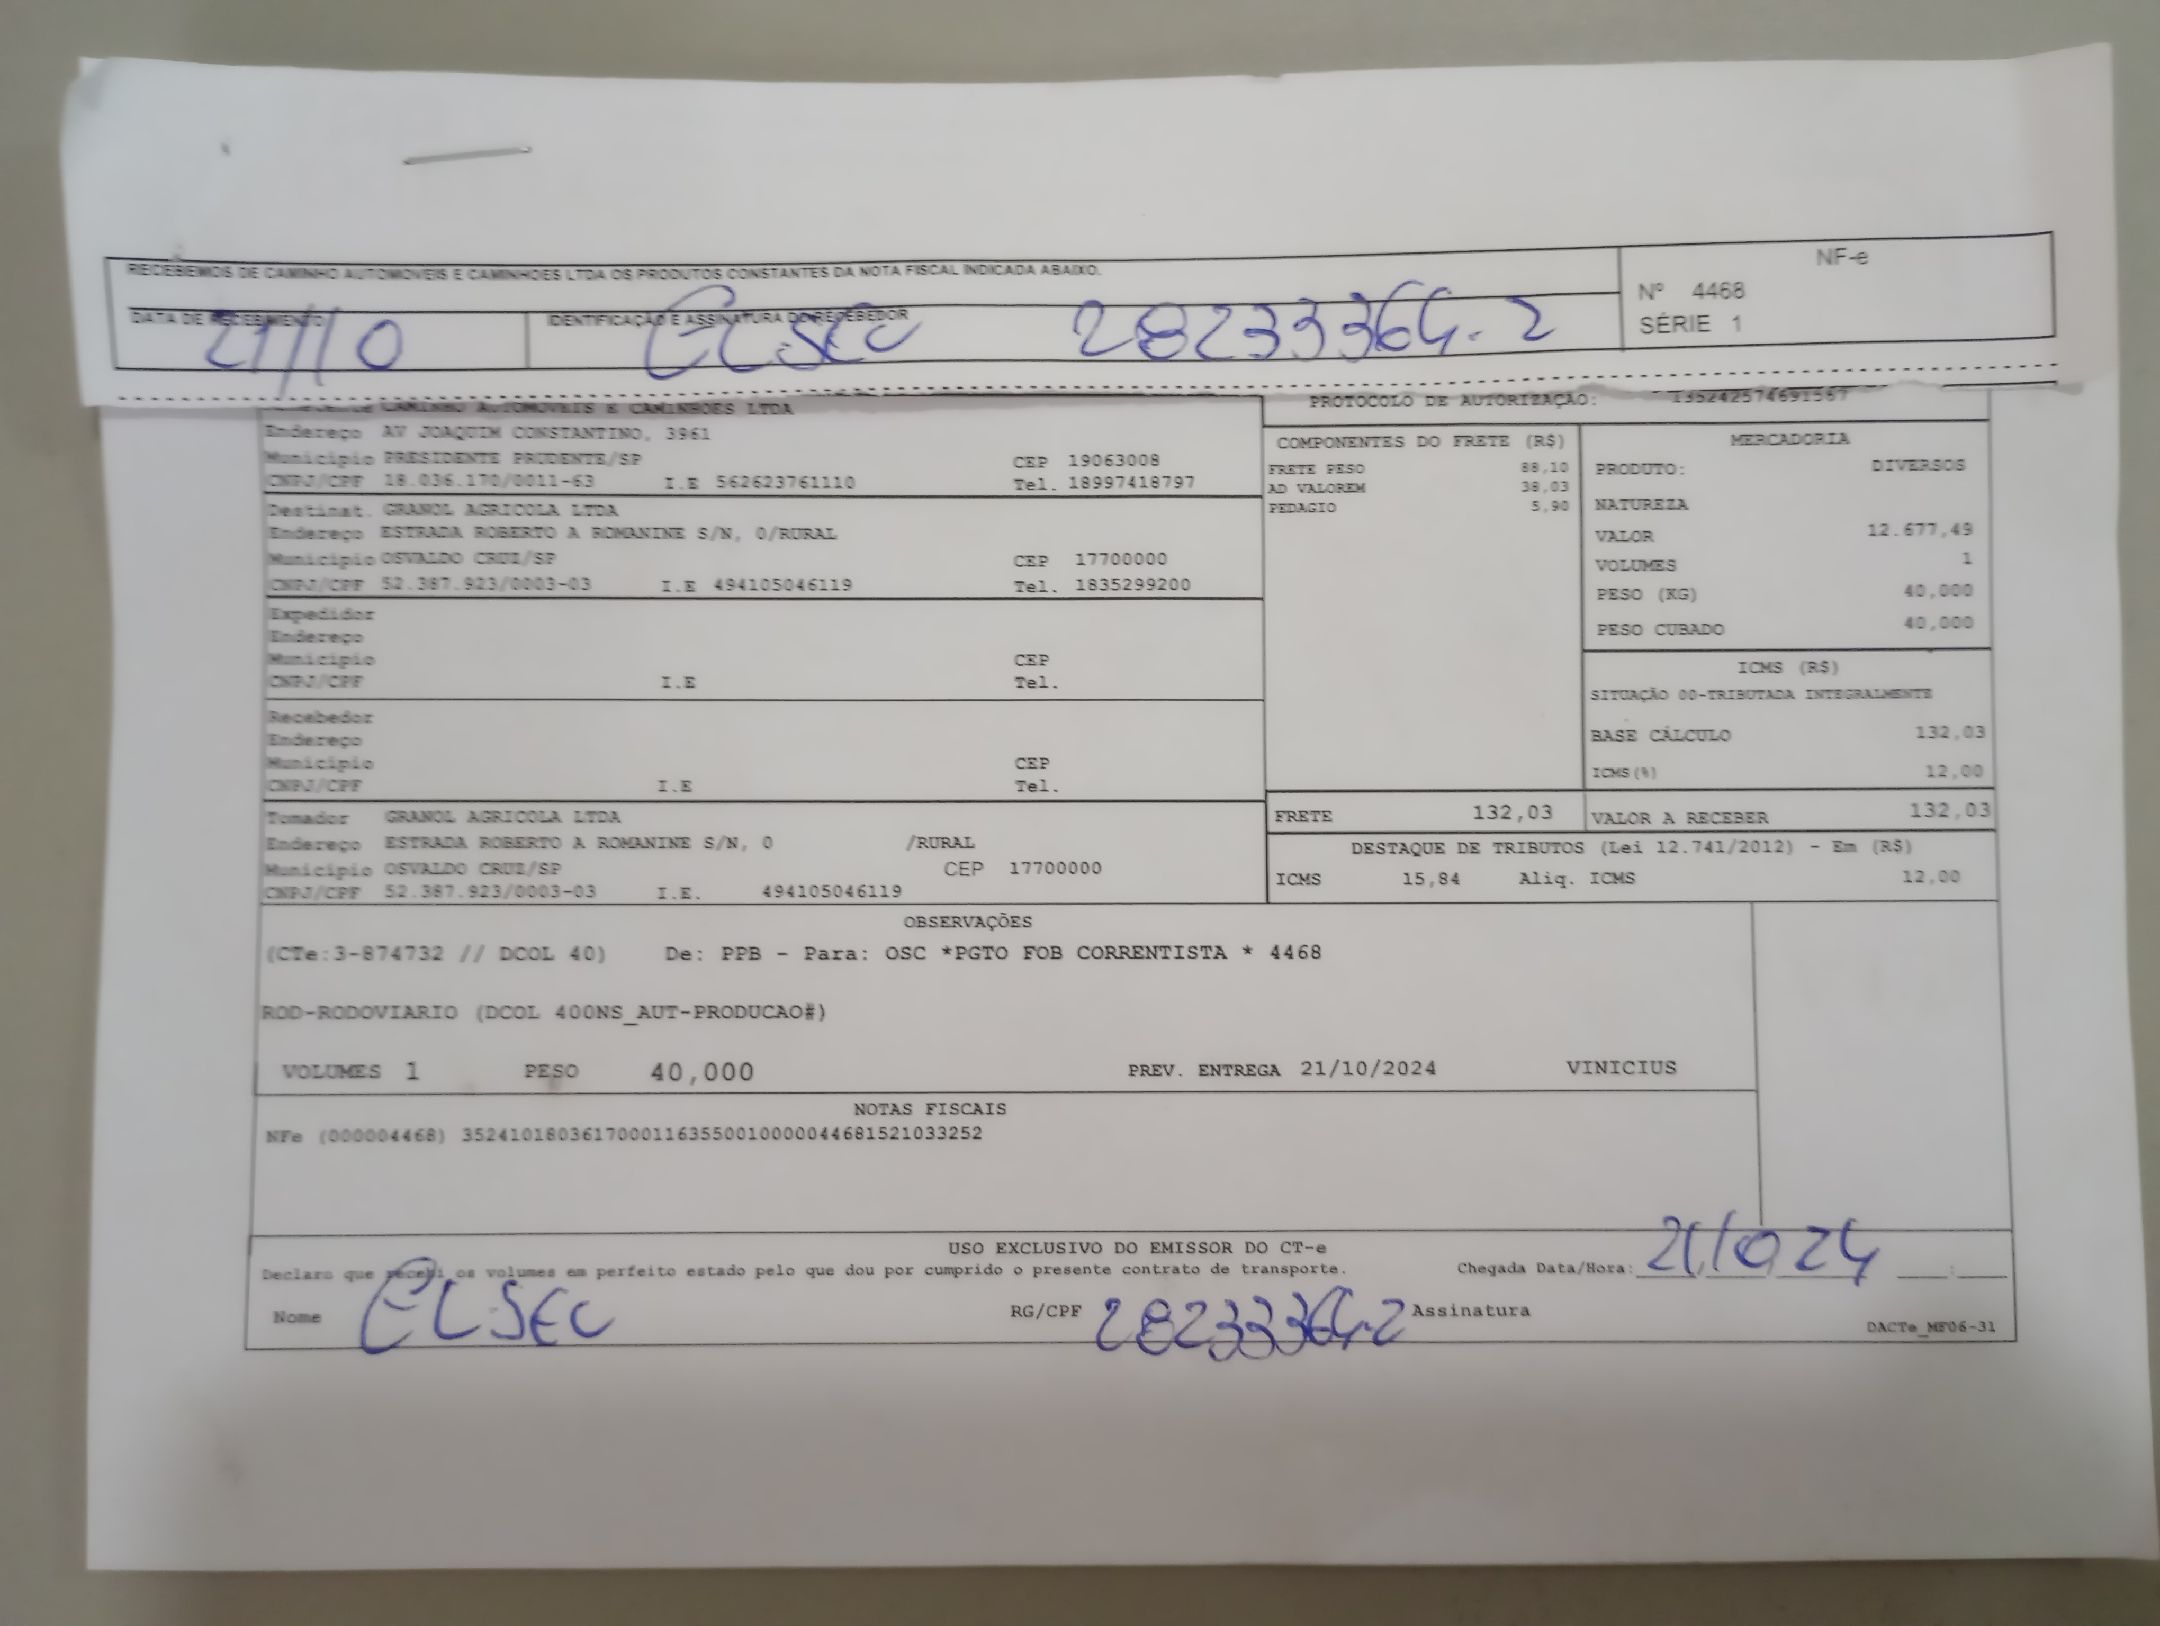 RECEBEMOS DE CAMINHO AUTOMOVEIS E CAMINHOES LTDA OS PRODUTOS CONSTANTES DA NOTA FISCAL INDICADA ABAIXO.
NF-e
Nº 4468
SÉRIE 1
DATA DE RECEBIMENTO
21/10
IDENTIFICAÇÃO E ASSINATURA DO RECEBEDOR
28233364-2
CAMINHO AUTOMOVEIS E CAMINHOES LTDA
Endereço AV JOAQUIM CONSTANTINO, 3961
Município PRESIDENTE PRUDENTE/SP CEP 19063008
CNPJ/CPF 18.036.170/0011-63 I.E 562623761110 Tel. 18997418797
Destinat. GRANOL AGRICOLA LTDA
Endereço ESTRADA ROBERTO A ROMANINE S/N, 0/RURAL
Município OSVALDO CRUZ/SP CEP 17700000
CNPJ/CPF 52.387.923/0003-03 I.E 494105046119 Tel. 1835299200
Expedidor
Endereço
Município CEP
CNPJ/CPF I.E Tel.
Recebedor
Endereço
Município CEP
CNPJ/CPF I.E Tel.
Tomador GRANOL AGRICOLA LTDA
Endereço ESTRADA ROBERTO A ROMANINE S/N, 0 /RURAL
Município OSVALDO CRUZ/SP CEP 17700000
CNPJ/CPF 52.387.923/0003-03 I.E. 494105046119
PROTOCOLO DE AUTORIZAÇÃO: 135242574691567
COMPONENTES DO FRETE (R$)
FRETE PESO 88,10
AD VALOREM 38,03
PEDAGIO 5,90
MERCADORIA
PRODUTO: DIVERSOS
NATUREZA
VALOR 12.677,49
VOLUMES 1
PESO (KG) 40,000
PESO CUBADO 40,000
ICMS (R$)
SITUAÇÃO 00-TRIBUTADA INTEGRALMENTE
BASE CÁLCULO 132,03
ICMS(%) 12,00
FRETE 132,03 VALOR A RECEBER 132,03
DESTAQUE DE TRIBUTOS (Lei 12.741/2012) - Em (R$)
ICMS 15,84 Aliq. ICMS 12,00
OBSERVAÇÕES
(CTe:3-874732 // DCOL 40) De: PPB - Para: OSC *PGTO FOB CORRENTISTA * 4468
ROD-RODOVIARIO (DCOL 400NS_AUT-PRODUCAO#)
VOLUMES 1 PESO 40,000 PREV. ENTREGA 21/10/2024 VINICIUS
NOTAS FISCAIS
NFe (000004468) 35241018036170001163550010000044681521033252
USO EXCLUSIVO DO EMISSOR DO CT-e
Declaro que recebi os volumes em perfeito estado pelo que dou por cumprido o presente contrato de transporte. Chegada Data/Hora: 21/10 24 :
Nome RG/CPF 28233364-2 Assinatura
DACTe_MF06-31